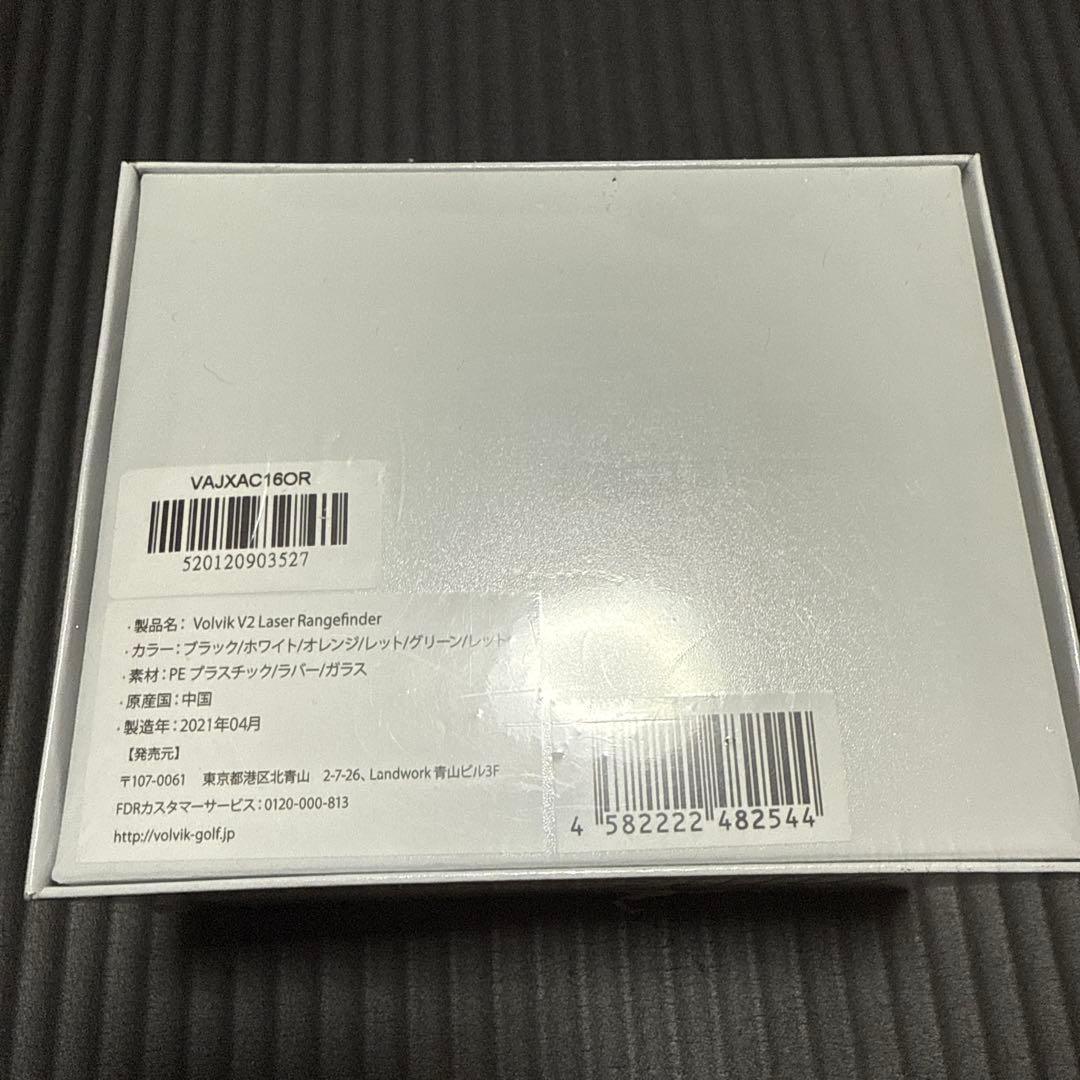 VAJXAC16OR
520120903527
・製品名： Volvik V2 Laser Rangefinder
・カラー：ブラック/ホワイト/オレンジ/レット/グリーン/レット
・素材：PE プラスチック/ラバー/ガラス
・原産国：中国
・製造年：2021年04月
【発売元】
〒107-0061 東京都港区北青山 2-7-26、Landwork 青山ビル3F
FDRカスタマーサービス：0120-000-813
http://volvik-golf.jp
4 582222 482544